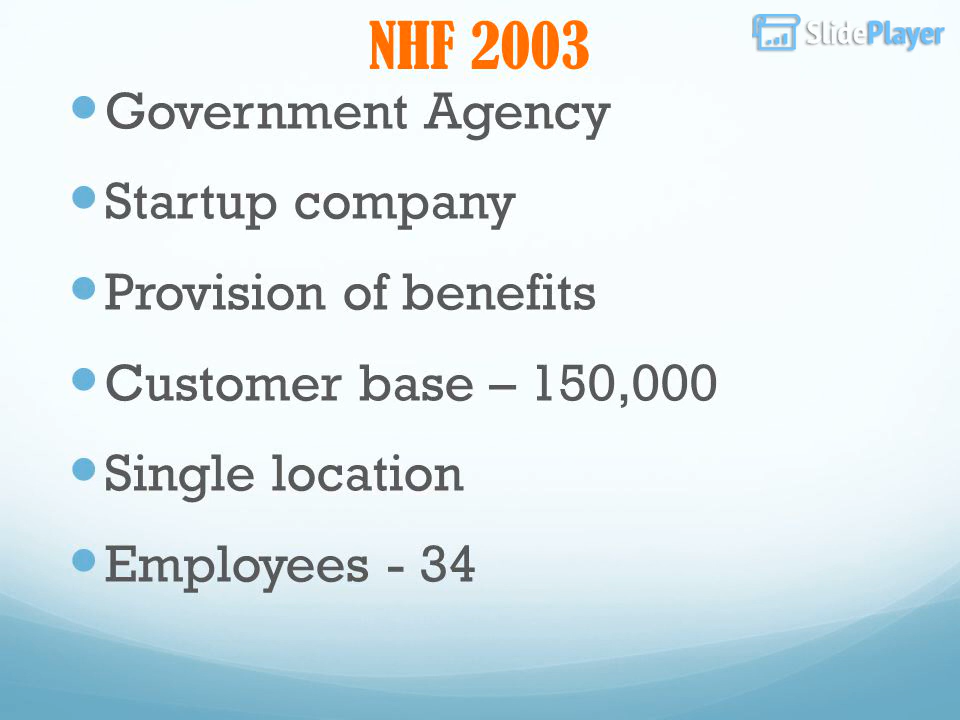 NHF 2003
SlidePlayer
Government Agency
Startup company
Provision of benefits
Customer base – 150,000
Single location
Employees - 34